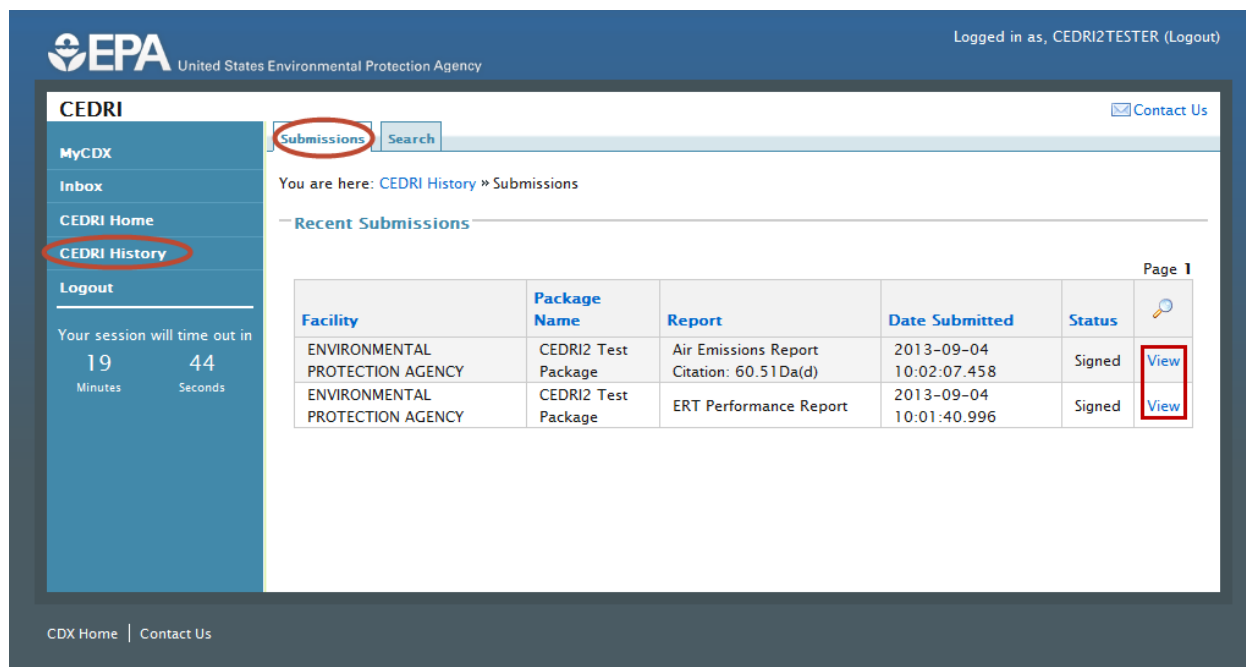 Logged in as, CEDRI2TESTER (Logout)
EPA United States Environmental Protection Agency
CEDRI
Contact Us
MyCDX
Inbox
CEDRI Home
CEDRI History
Logout
Your session will time out in
19 44
Minutes Seconds
Submissions Search
You are here: CEDRI History » Submissions
Recent Submissions
Page 1
Facility Package Name Report Date Submitted Status
ENVIRONMENTAL PROTECTION AGENCY CEDRI2 Test Package Air Emissions Report Citation: 60.51Da(d) 2013-09-04 10:02:07.458 Signed View
ENVIRONMENTAL PROTECTION AGENCY CEDRI2 Test Package ERT Performance Report 2013-09-04 10:01:40.996 Signed View
CDX Home | Contact Us